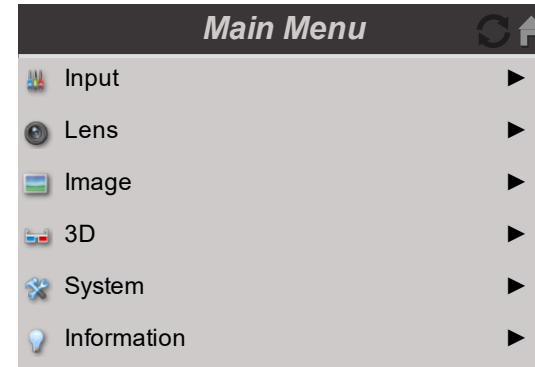 Main Menu
Input
Lens
Image
3D
System
Information